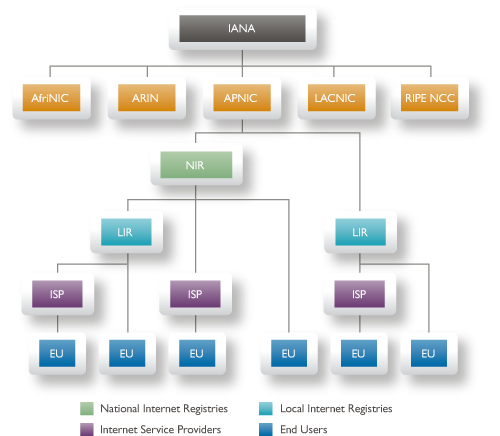 IANA
AfriNIC ARIN APNIC LACNIC RIPE NCC
NIR
LIR LIR
ISP ISP ISP
EU EU EU EU EU EU
National Internet Registries Local Internet Registries
Internet Service Providers End Users